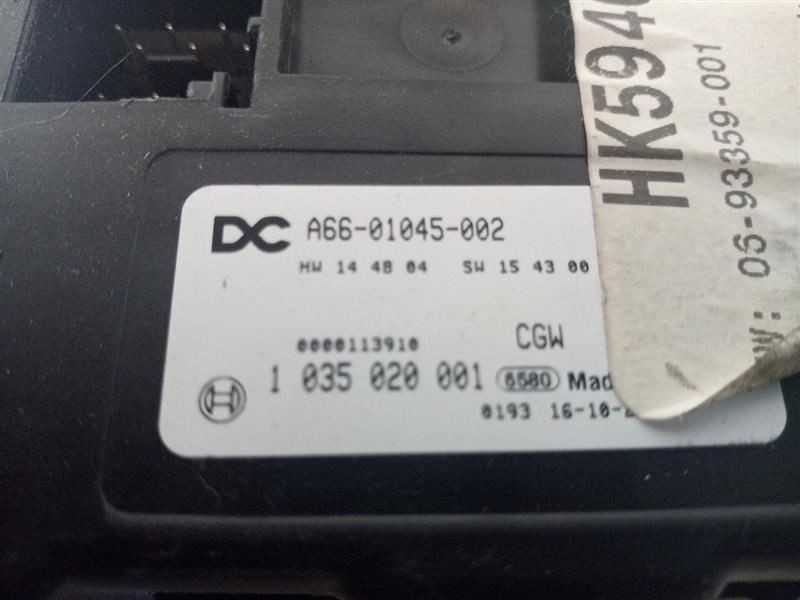 DC A66-01045-002
HW 14 48 04 SW 15 43 00
0000113910 CGW
1 035 020 001 6580 Mad
0193 16-10-
HK594
06-93359-001